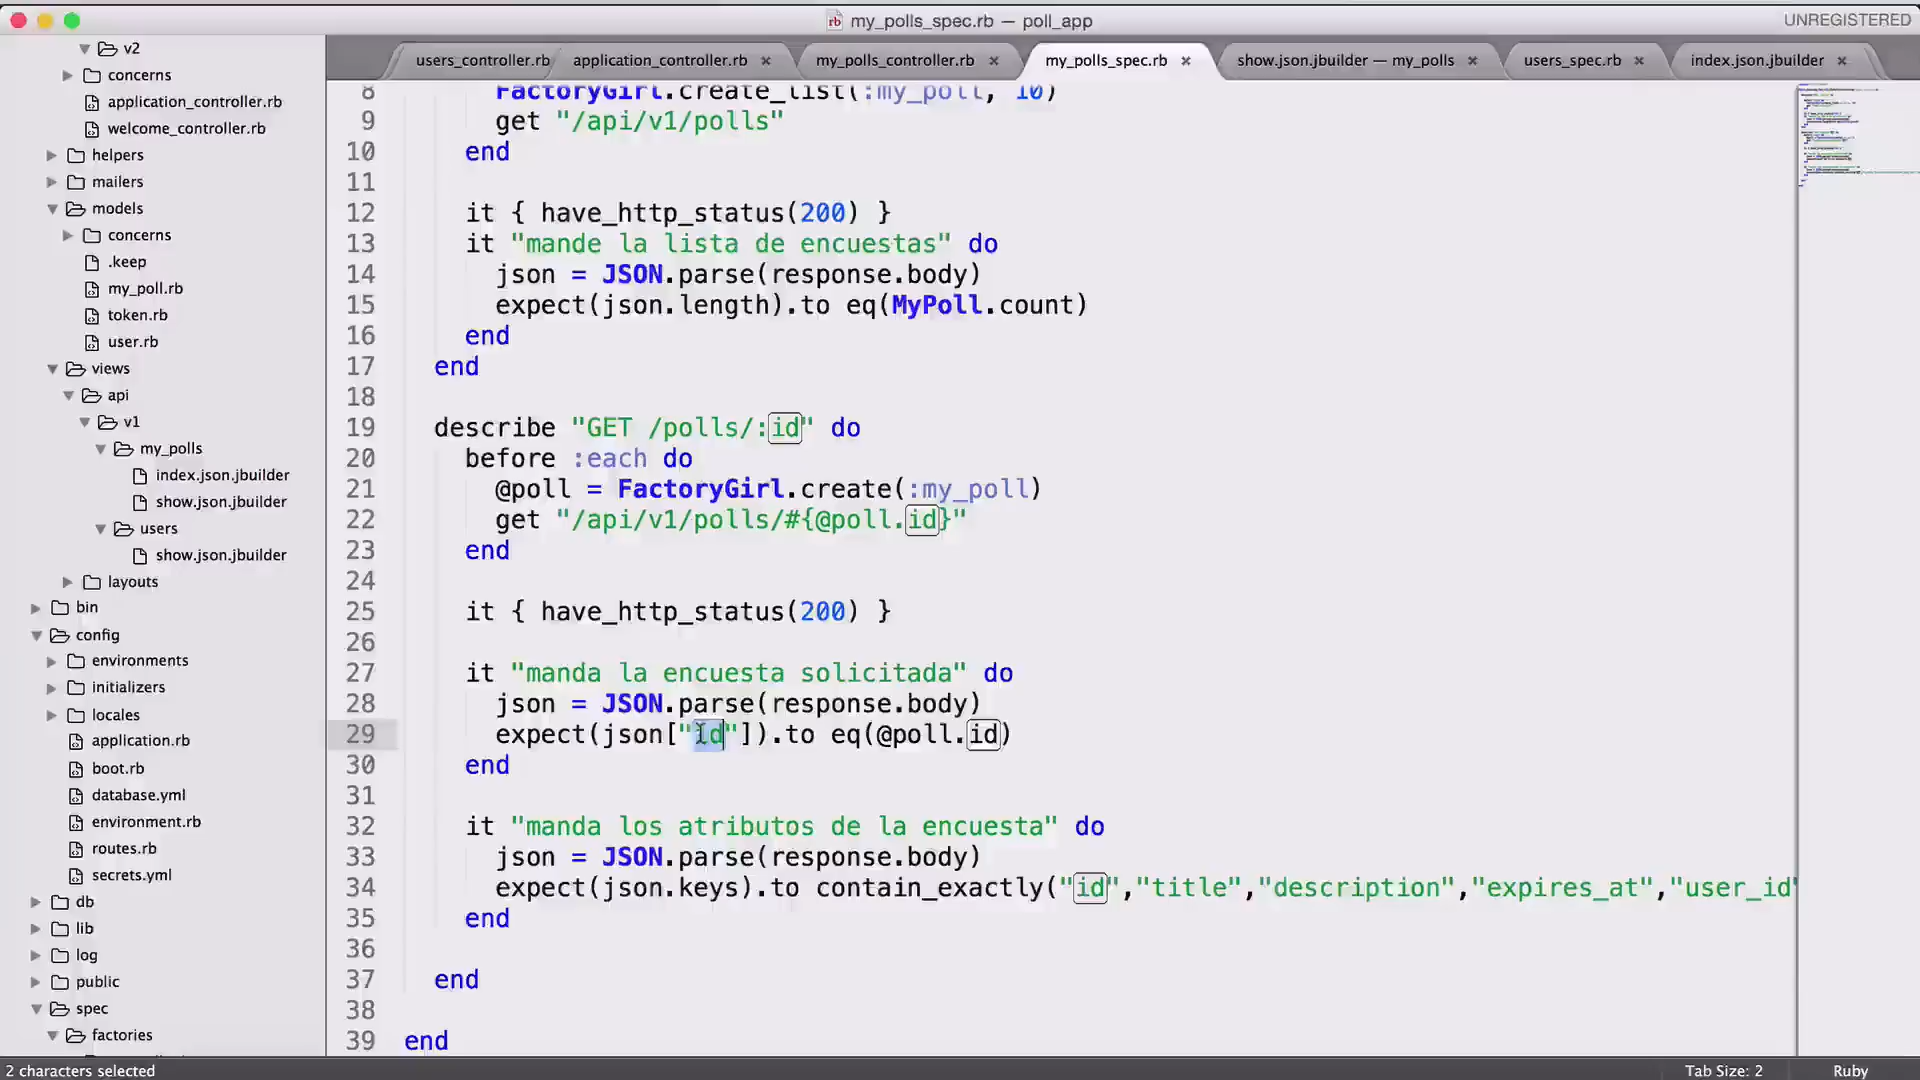 my_polls_spec.rb — poll_app
UNREGISTERED
users_controller.rb
application_controller.rb
my_polls_controller.rb
my_polls_spec.rb
show.json.jbuilder — my_polls
users_spec.rb
index.json.jbuilder
v2
concerns
application_controller.rb
welcome_controller.rb
helpers
mailers
models
concerns
.keep
my_poll.rb
token.rb
user.rb
views
api
v1
my_polls
index.json.jbuilder
show.json.jbuilder
users
show.json.jbuilder
layouts
bin
config
environments
initializers
locales
application.rb
boot.rb
database.yml
environment.rb
routes.rb
secrets.yml
db
lib
log
public
spec
factories
8 FactoryGirl.create_list(:my_poll, 10)
9 get "/api/v1/polls"
10 end
11
12 it { have_http_status(200) }
13 it "mande la lista de encuestas" do
14 json = JSON.parse(response.body)
15 expect(json.length).to eq(MyPoll.count)
16 end
17 end
18
19 describe "GET /polls/:id" do
20 before :each do
21 @poll = FactoryGirl.create(:my_poll)
22 get "/api/v1/polls/#{@poll.id}"
23 end
24
25 it { have_http_status(200) }
26
27 it "manda la encuesta solicitada" do
28 json = JSON.parse(response.body)
29 expect(json["id"]).to eq(@poll.id)
30 end
31
32 it "manda los atributos de la encuesta" do
33 json = JSON.parse(response.body)
34 expect(json.keys).to contain_exactly("id","title","description","expires_at","user_id"
35 end
36
37 end
38
39 end
2 characters selected
Tab Size: 2
Ruby